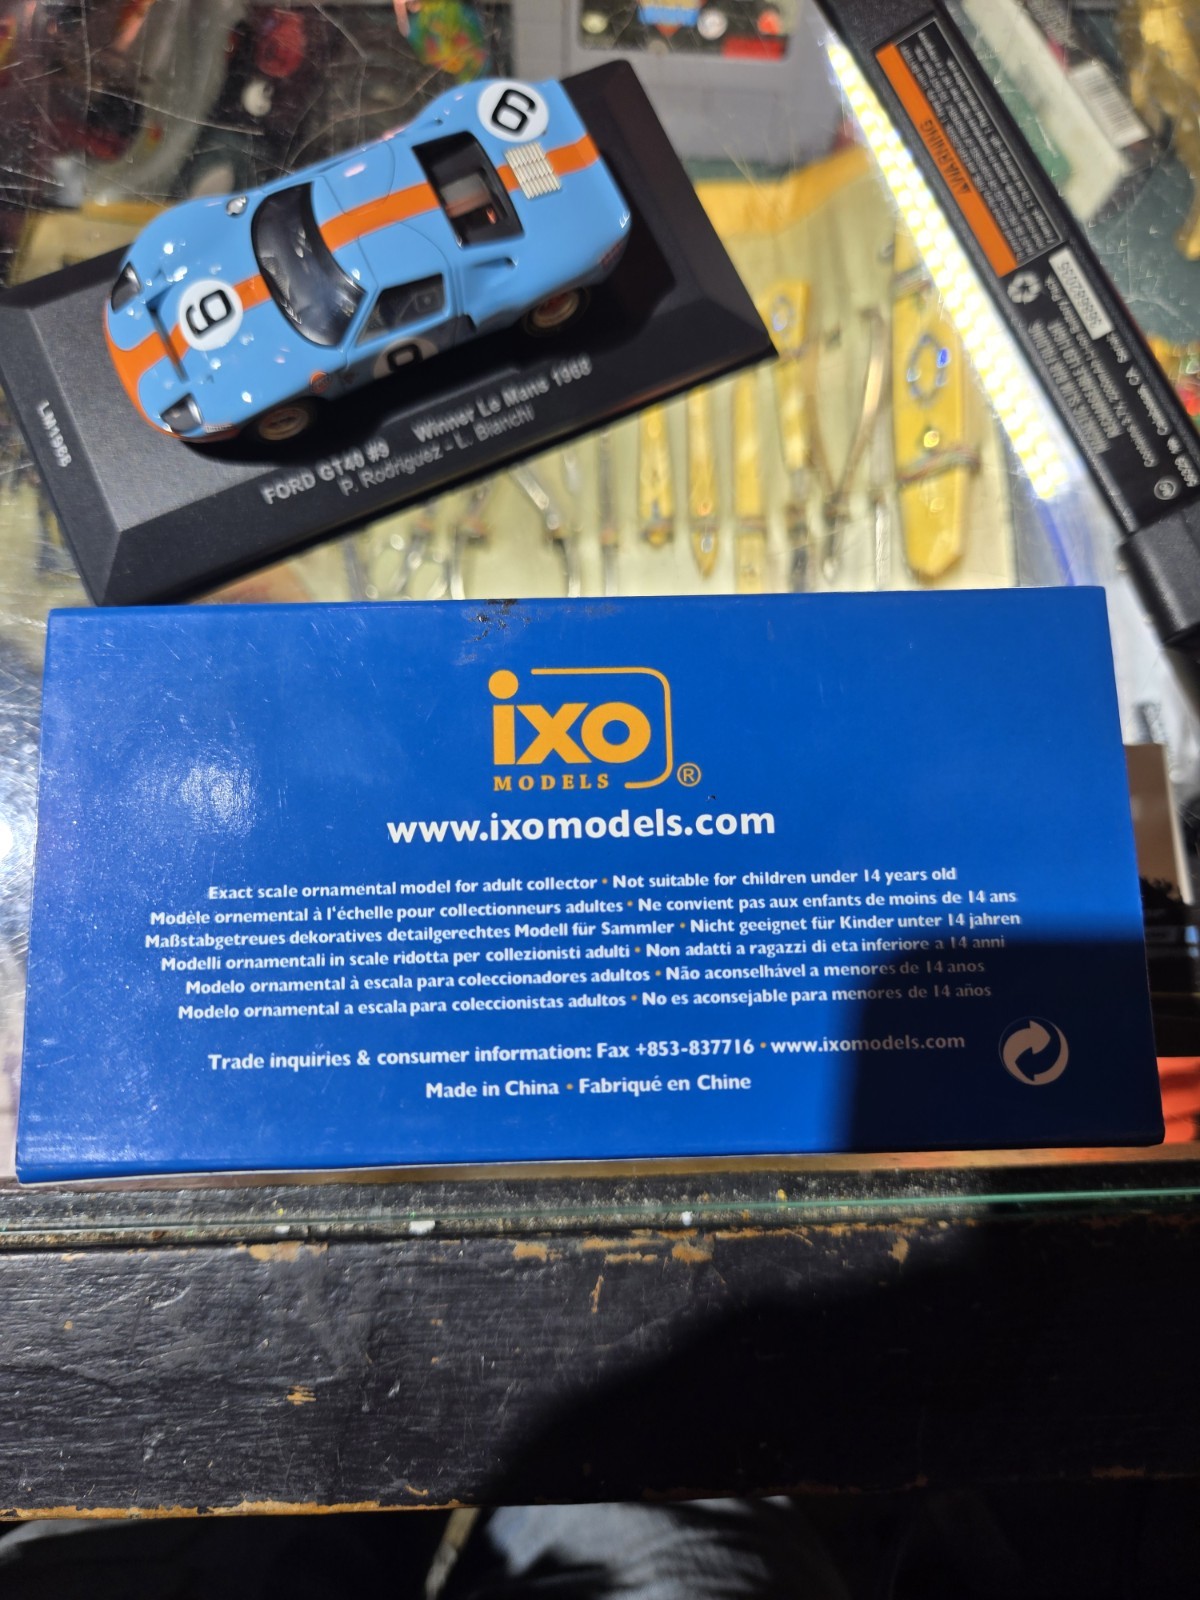 9
9
WARNING
LM1968
FORD GT40 #9 Winner Le Mans 1968
P. Rodriguez - L. Bianchi
ixo
MODELS ®
www.ixomodels.com
Exact scale ornamental model for adult collector • Not suitable for children under 14 years old
Modèle ornemental à l'échelle pour collectionneurs adultes • Ne convient pas aux enfants de moins de 14 ans
Maßstabgetreues dekoratives detailgerechtes Modell für Sammler • Nicht geeignet für Kinder unter 14 jahren
Modelli ornamentali in scale ridotta per collezionisti adulti • Non adatti a ragazzi di eta inferiore a 14 anni
Modelo ornamental à escala para coleccionadores adultos • Não aconselhável a menores de 14 anos
Modelo ornamental a escala para coleccionistas adultos • No es aconsejable para menores de 14 años
Trade inquiries & consumer information: Fax +853-837716 • www.ixomodels.com
Made in China • Fabriqué en Chine